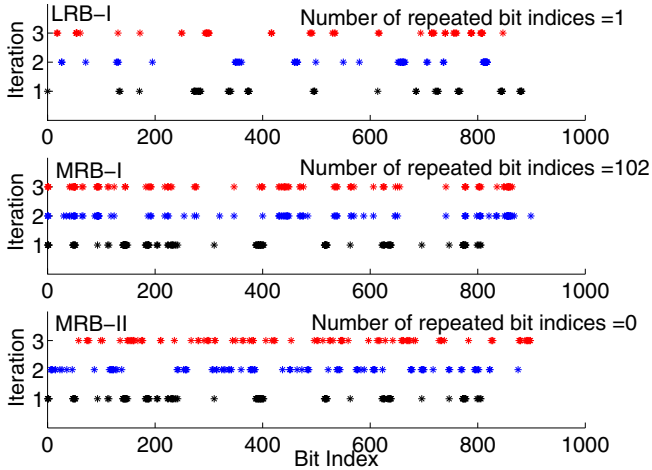 LRB-I
Number of repeated bit indices =1
Iteration
3
2
1
0 200 400 600 800 1000
MRB-I
Number of repeated bit indices =102
Iteration
3
2
1
0 200 400 600 800 1000
MRB-II
Number of repeated bit indices =0
Iteration
3
2
1
0 200 400 600 800 1000
Bit Index